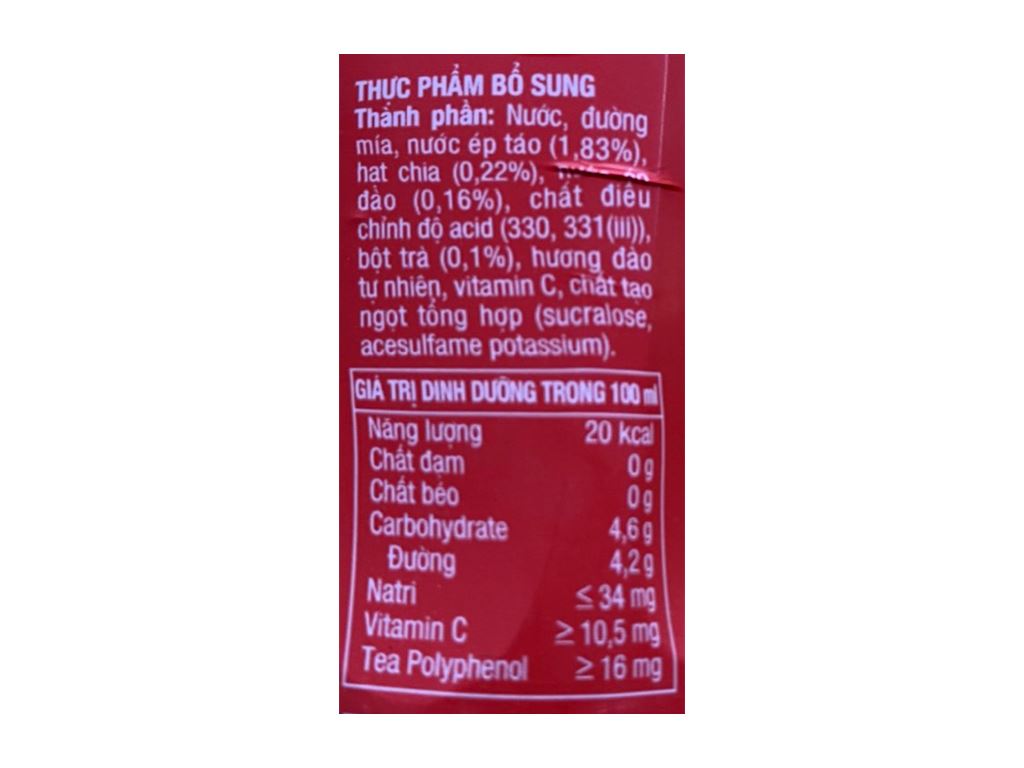 THỰC PHẨM BỔ SUNG
Thành phần: Nước, đường
mía, nước ép táo (1,83%),
hạt chia (0,22%),
đào (0,16%), chất điều
chỉnh độ acid (330, 331(iii)),
bột trà (0,1%), hương đào
tự nhiên, vitamin C, chất tạo
ngọt tổng hợp (sucralose,
acesulfame potassium).
GIÁ TRỊ DINH DƯỠNG TRONG 100 ml
Năng lượng 20 kcal
Chất đạm 0 g
Chất béo 0 g
Carbohydrate 4,6 g
Đường 4,2 g
Natri ≤ 34 mg
Vitamin C ≥ 10,5 mg
Tea Polyphenol ≥ 16 mg